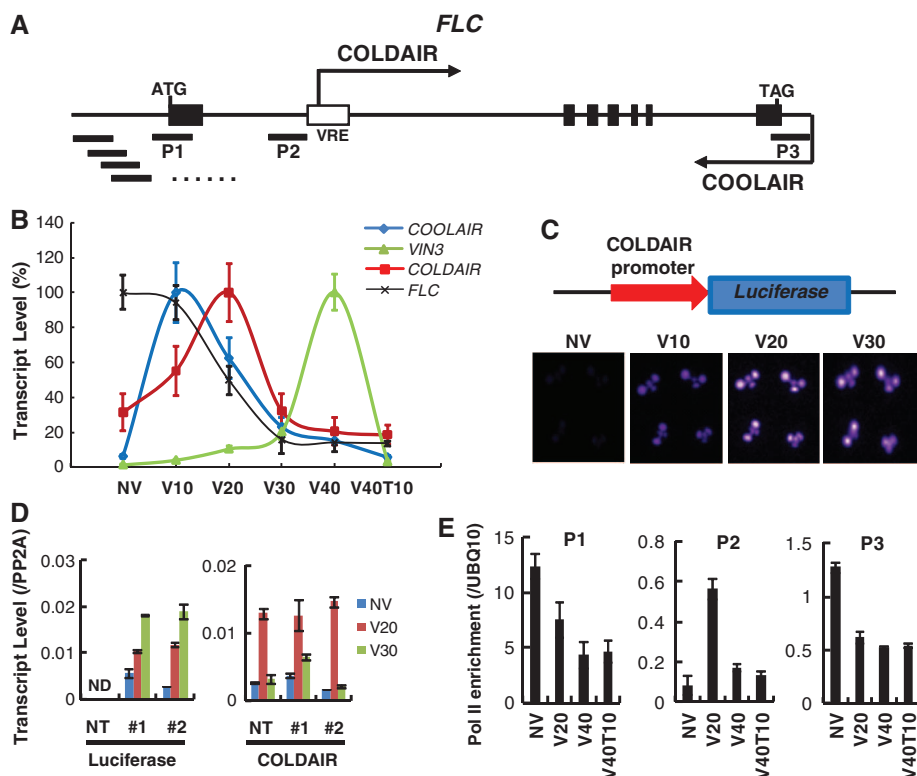 A
FLC
COLDAIR
ATG
TAG
VRE
P1
P2
P3
COOLAIR
B
Transcript Level (%)
140
120
100
80
60
40
20
0
NV V10 V20 V30 V40 V40T10
COOLAIR
VIN3
COLDAIR
FLC
C
COLDAIR
promoter
Luciferase
NV V10 V20 V30
D
Transcript Level (/PP2A)
0.03
0.02
0.01
0
ND
NT #1 #2
Luciferase
0.01
0
NT #1 #2
COLDAIR
NV
V20
V30
E
Pol II enrichment (/UBQ10)
P1
15
10
5
0
NV V20 V40 V40T10
P2
0.8
0.6
0.4
0.2
0
NV V20 V40 V40T10
P3
1.5
1
0.5
0
NV V20 V40 V40T10